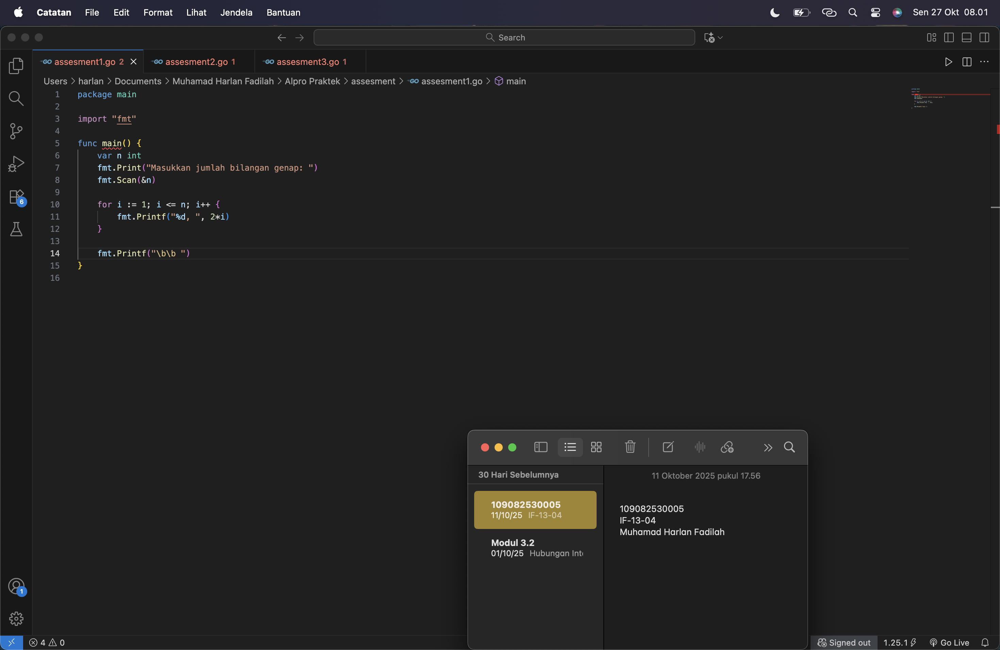 Catatan File Edit Format Lihat Jendela Bantuan Sen 27 Okt 08.01
Search
GO assesment1.go 2 GO assesment2.go 1 GO assesment3.go 1
Users > harlan > Documents > Muhamad Harlan Fadilah > Alpro Praktek > assesment > GO assesment1.go > main
1 package main
2
3 import "fmt"
4
5 func main() {
6 var n int
7 fmt.Print("Masukkan jumlah bilangan genap: ")
8 fmt.Scan(&n)
9
10 for i := 1; i <= n; i++ {
11 fmt.Printf("%d, ", 2*i)
12 }
13
14 fmt.Printf("\b\b ")
15 }
16
6
1
30 Hari Sebelumnya
109082530005
11/10/25 IF-13-04
Modul 3.2
01/10/25 Hubungan Int
11 Oktober 2025 pukul 17.56
109082530005
IF-13-04
Muhamad Harlan Fadilah
4 0 Signed out 1.25.1 Go Live